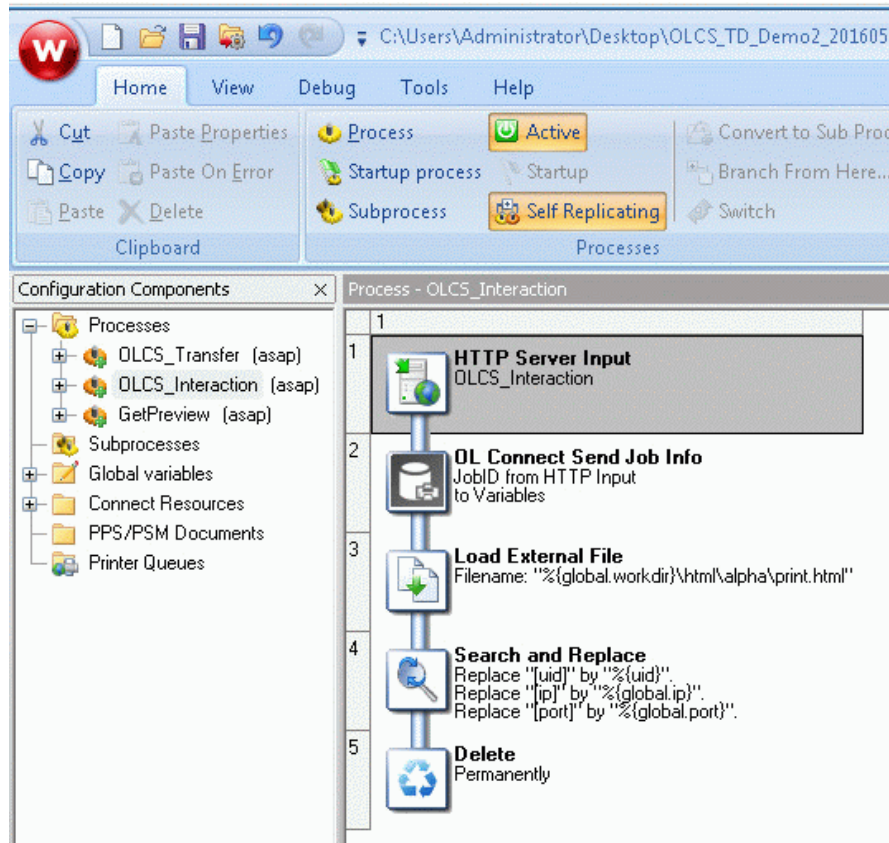 W
C:\Users\Administrator\Desktop\OLCS_TD_Demo2_201605
Home View Debug Tools Help
Cut Paste Properties
Copy Paste On Error
Paste Delete
Clipboard
Process Active Convert to Sub Proc
Startup process Startup Branch From Here...
Subprocess Self Replicating Switch
Processes
Configuration Components
Processes
OLCS_Transfer (asap)
OLCS_Interaction (asap)
GetPreview (asap)
Subprocesses
Global variables
Connect Resources
PPS/PSM Documents
Printer Queues
Process - OLCS_Interaction
1
1
HTTP Server Input
OLCS_Interaction
2
OL Connect Send Job Info
JobID from HTTP Input
to Variables
3
Load External File
Filename: "%{global.workdir}\html\alpha\print.html"
4
Search and Replace
Replace "[uid]" by "%{uid}".
Replace "[ip]" by "%{global.ip}".
Replace "[port]" by "%{global.port}".
5
Delete
Permanently